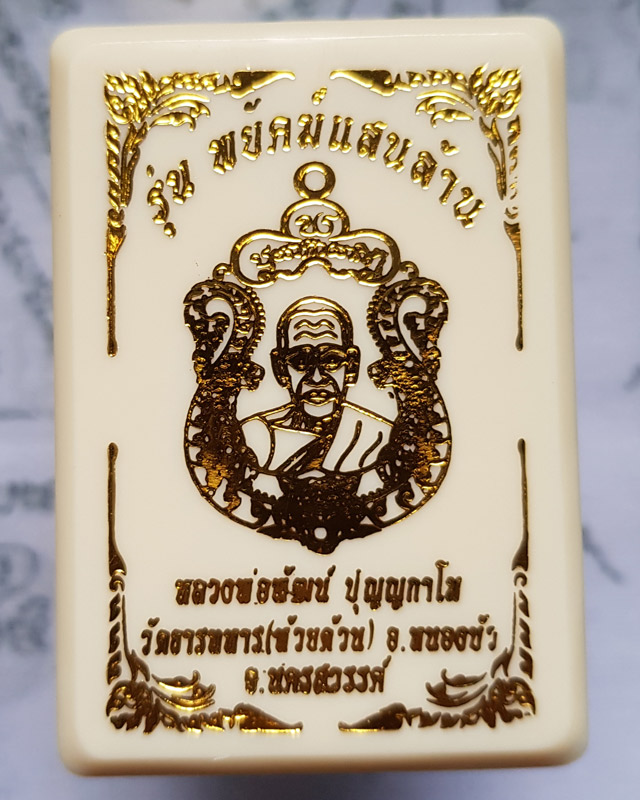 รุ่น พยัคฆ์แสนล้าน
หลวงพ่อพัฒน์ ปุญฺญกาโม
วัดธารทหาร(ห้วยด้วน) อ.หนองบัว
จ.นครสวรรค์